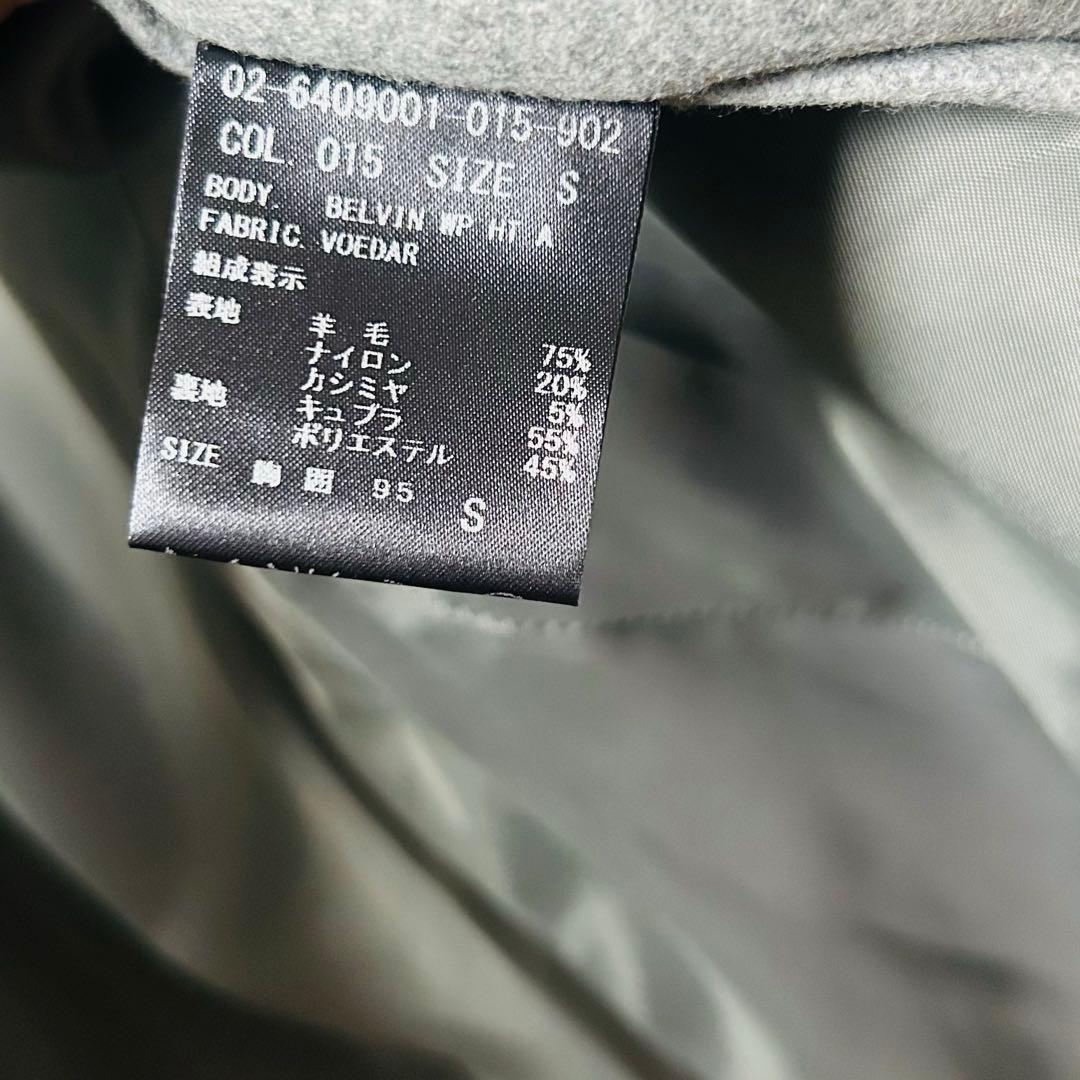 02-6409001-015-902
COL 015 SIZE S
BODY BELVIN WP HT A
FABRIC VOEDAR
組成表示
表地 羊 毛 75%
ナイロン 20%
カシミヤ 5%
裏地 キュプラ 55%
ポリエステル 45%
SIZE 胸 囲 95 S